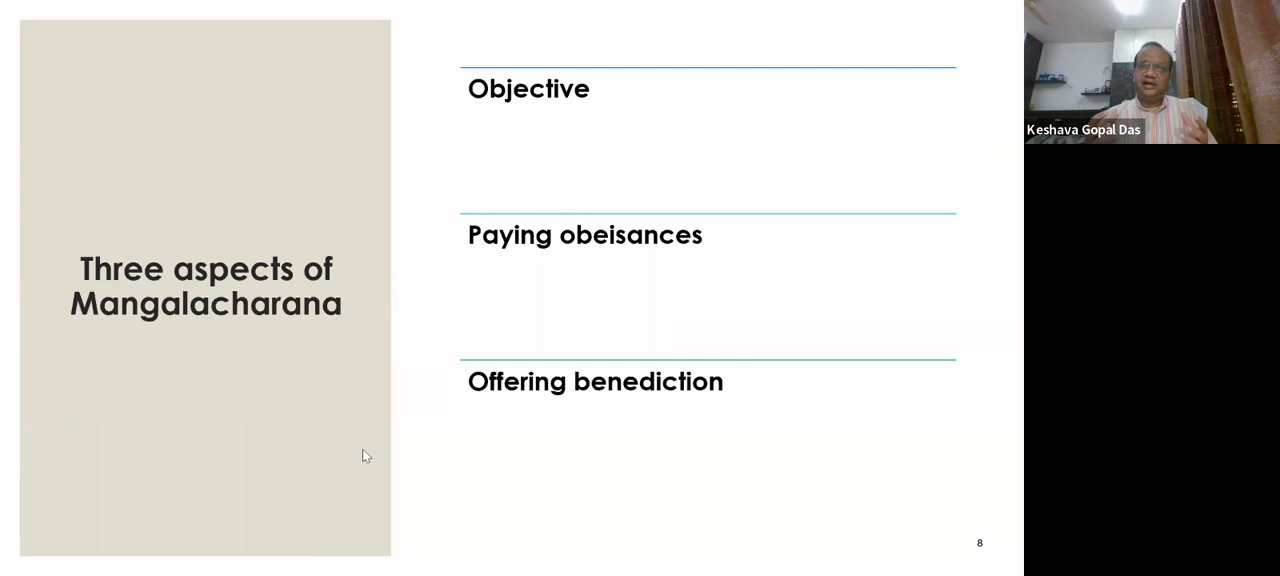 Three aspects of
Mangalacharana
Objective
Paying obeisances
Offering benediction
8
Keshava Gopal Das